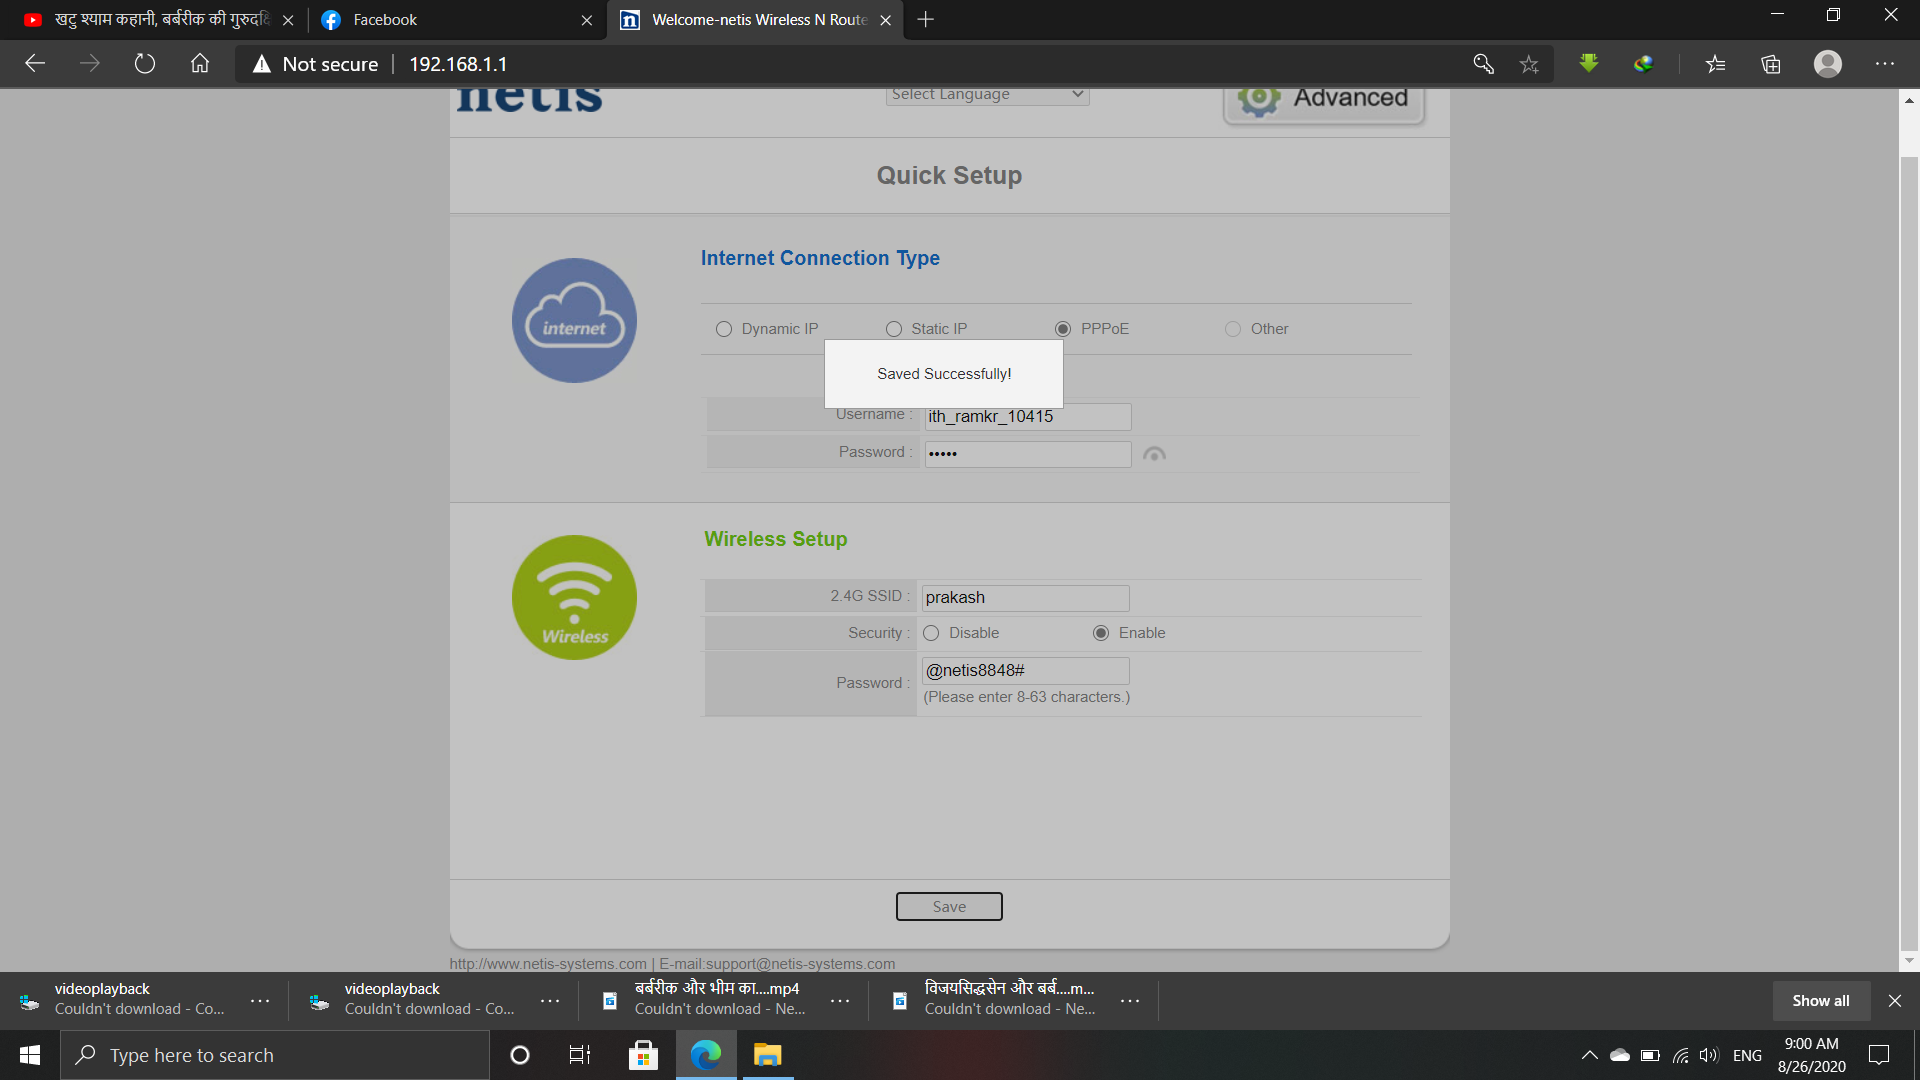 खटु श्याम कहानी, बर्बरीक की गुरुदक्षि
Facebook
Welcome-netis Wireless N Route
Not secure
192.168.1.1
netis
Select Language
Advanced
Quick Setup
Internet Connection Type
internet
Dynamic IP
Static IP
PPPoE
Other
Saved Successfully!
Username :
ith_ramkr_10415
Password :
•••••
Wireless Setup
Wireless
2.4G SSID :
prakash
Security :
Disable
Enable
Password :
@netis8848#
(Please enter 8-63 characters.)
Save
http://www.netis-systems.com | E-mail:support@netis-systems.com
videoplayback
Couldn't download - Co...
videoplayback
Couldn't download - Co...
बर्बरीक और भीम का....mp4
Couldn't download - Ne...
विजयसिद्धसेन और बर्ब....m...
Couldn't download - Ne...
Show all
Type here to search
ENG
9:00 AM
8/26/2020